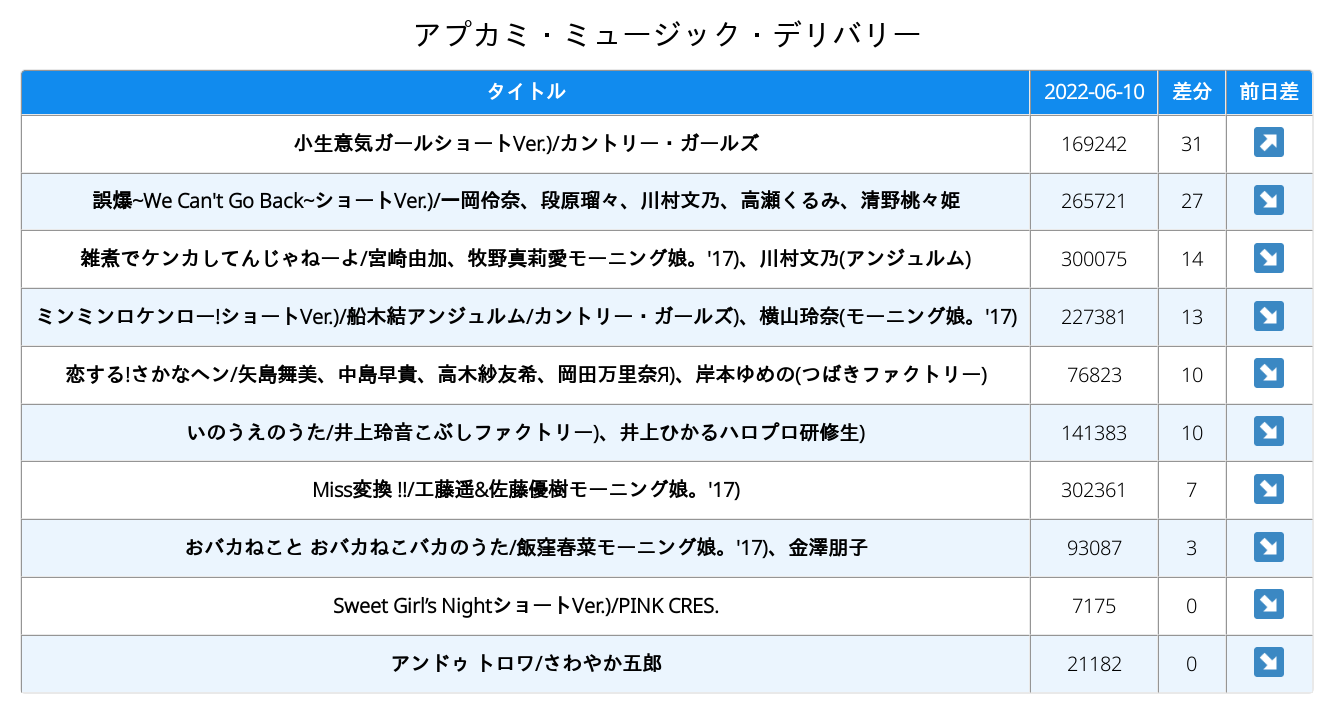 アプカミ・ミュージック・デリバリー
タイトル 2022-06-10 差分 前日差
小生意気ガールショートVer.)/カントリー・ガールズ 169242 31 ↗
誤爆~We Can't Go Back~ショートVer.)/一岡伶奈、段原瑠々、川村文乃、高瀬くるみ、清野桃々姫 265721 27 ↘
雑煮でケンカしてんじゃねーよ/宮崎由加、牧野真莉愛モーニング娘。'17)、川村文乃(アンジュルム) 300075 14 ↘
ミンミンロケンロー!ショートVer.)/船木結アンジュルム/カントリー・ガールズ)、横山玲奈(モーニング娘。'17) 227381 13 ↘
恋する!さかなヘン/矢島舞美、中島早貴、高木紗友希、岡田万里奈Я)、岸本ゆめの(つばきファクトリー) 76823 10 ↘
いのうえのうた/井上玲音こぶしファクトリー)、井上ひかるハロプロ研修生) 141383 10 ↘
Miss変換 !!/工藤遥&佐藤優樹モーニング娘。'17) 302361 7 ↘
おバカねこと おバカねこバカのうた/飯窪春菜モーニング娘。'17)、金澤朋子 93087 3 ↘
Sweet Girl’s NightショートVer.)/PINK CRES. 7175 0 ↘
アンドゥ トロワ/さわやか五郎 21182 0 ↘